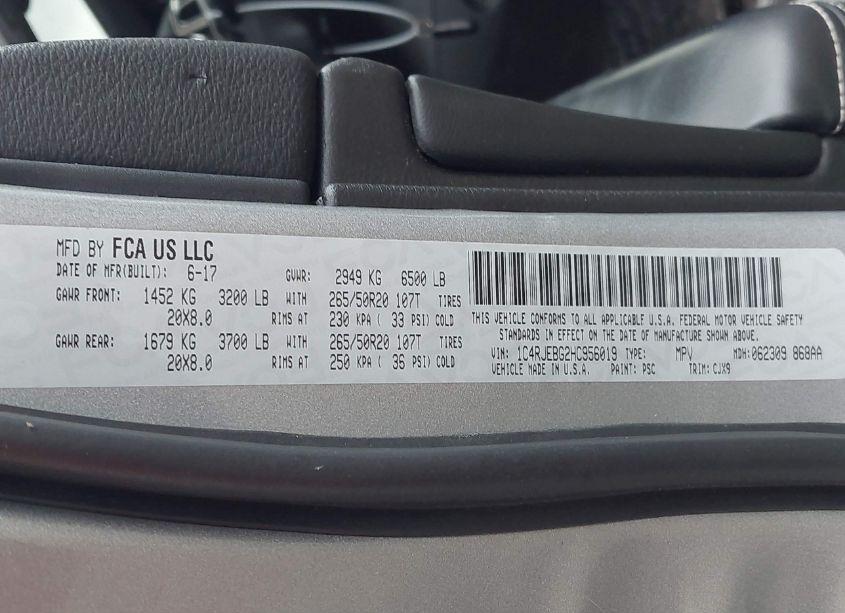 MFD BY FCA US LLC
DATE OF MFR(BUILT): 6-17 GVWR: 2949 KG 6500 LB
GAWR FRONT: 1452 KG 3200 LB WITH 265/50R20 107T TIRES
20X8.0 RIMS AT 230 KPA ( 33 PSI) COLD
GAWR REAR: 1679 KG 3700 LB WITH 265/50R20 107T TIRES
20X8.0 RIMS AT 250 KPA ( 36 PSI) COLD
THIS VEHICLE CONFORMS TO ALL APPLICABLE U.S.A. FEDERAL MOTOR VEHICLE SAFETY
STANDARDS IN EFFECT ON THE DATE OF MANUFACTURE SHOWN ABOVE.
VIN: 1C4RJEBG2HC956019 TYPE: MPV MDH:062309 868AA
VEHICLE MADE IN U.S.A. PAINT: PSC TRIM: CJX9